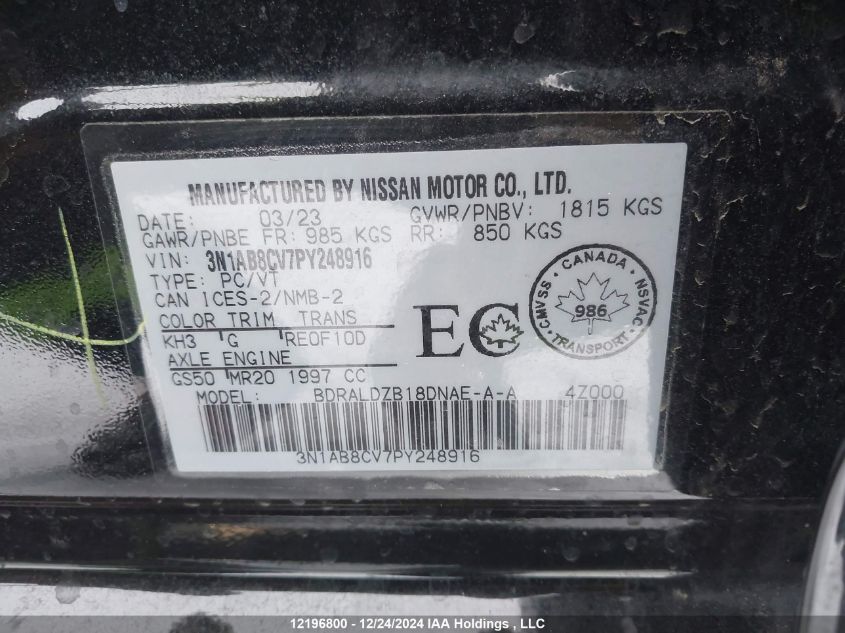 MANUFACTURED BY NISSAN MOTOR CO., LTD.
DATE: 03/23 GVWR/PNBV: 1815 KGS
GAWR/PNBE FR: 985 KGS RR: 850 KGS
VIN: 3N1AB8CV7PY248916
TYPE: PC/VT
CAN ICES-2/NMB-2
COLOR TRIM TRANS
KH3 G RE0F10D
AXLE ENGINE
GS50 MR20 1997 CC
EC
CANADA
CMVSS 986 NSVAC
TRANSPORT
MODEL: BDRALDZB18DNAE-A-A 4Z000
3N1AB8CV7PY248916
12196800 - 12/24/2024 IAA Holdings , LLC